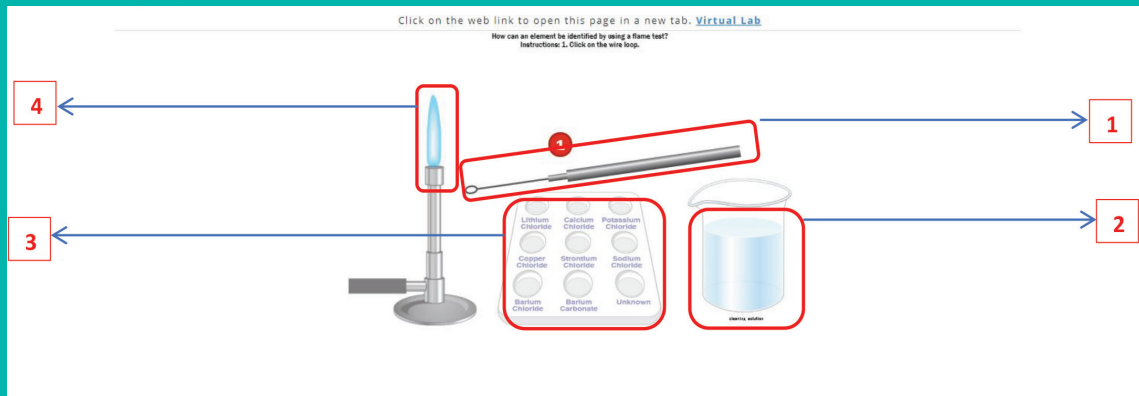 Click on the web link to open this page in a new tab. Virtual Lab
How can an element be identified by using a flame test?
Instructions: 1. Click on the wire loop.
4
1
1
2
3
Lithium Chloride
Calcium Chloride
Potassium Chloride
Copper Chloride
Strontium Chloride
Sodium Chloride
Barium Chloride
Barium Carbonate
Unknown
cleaning solution